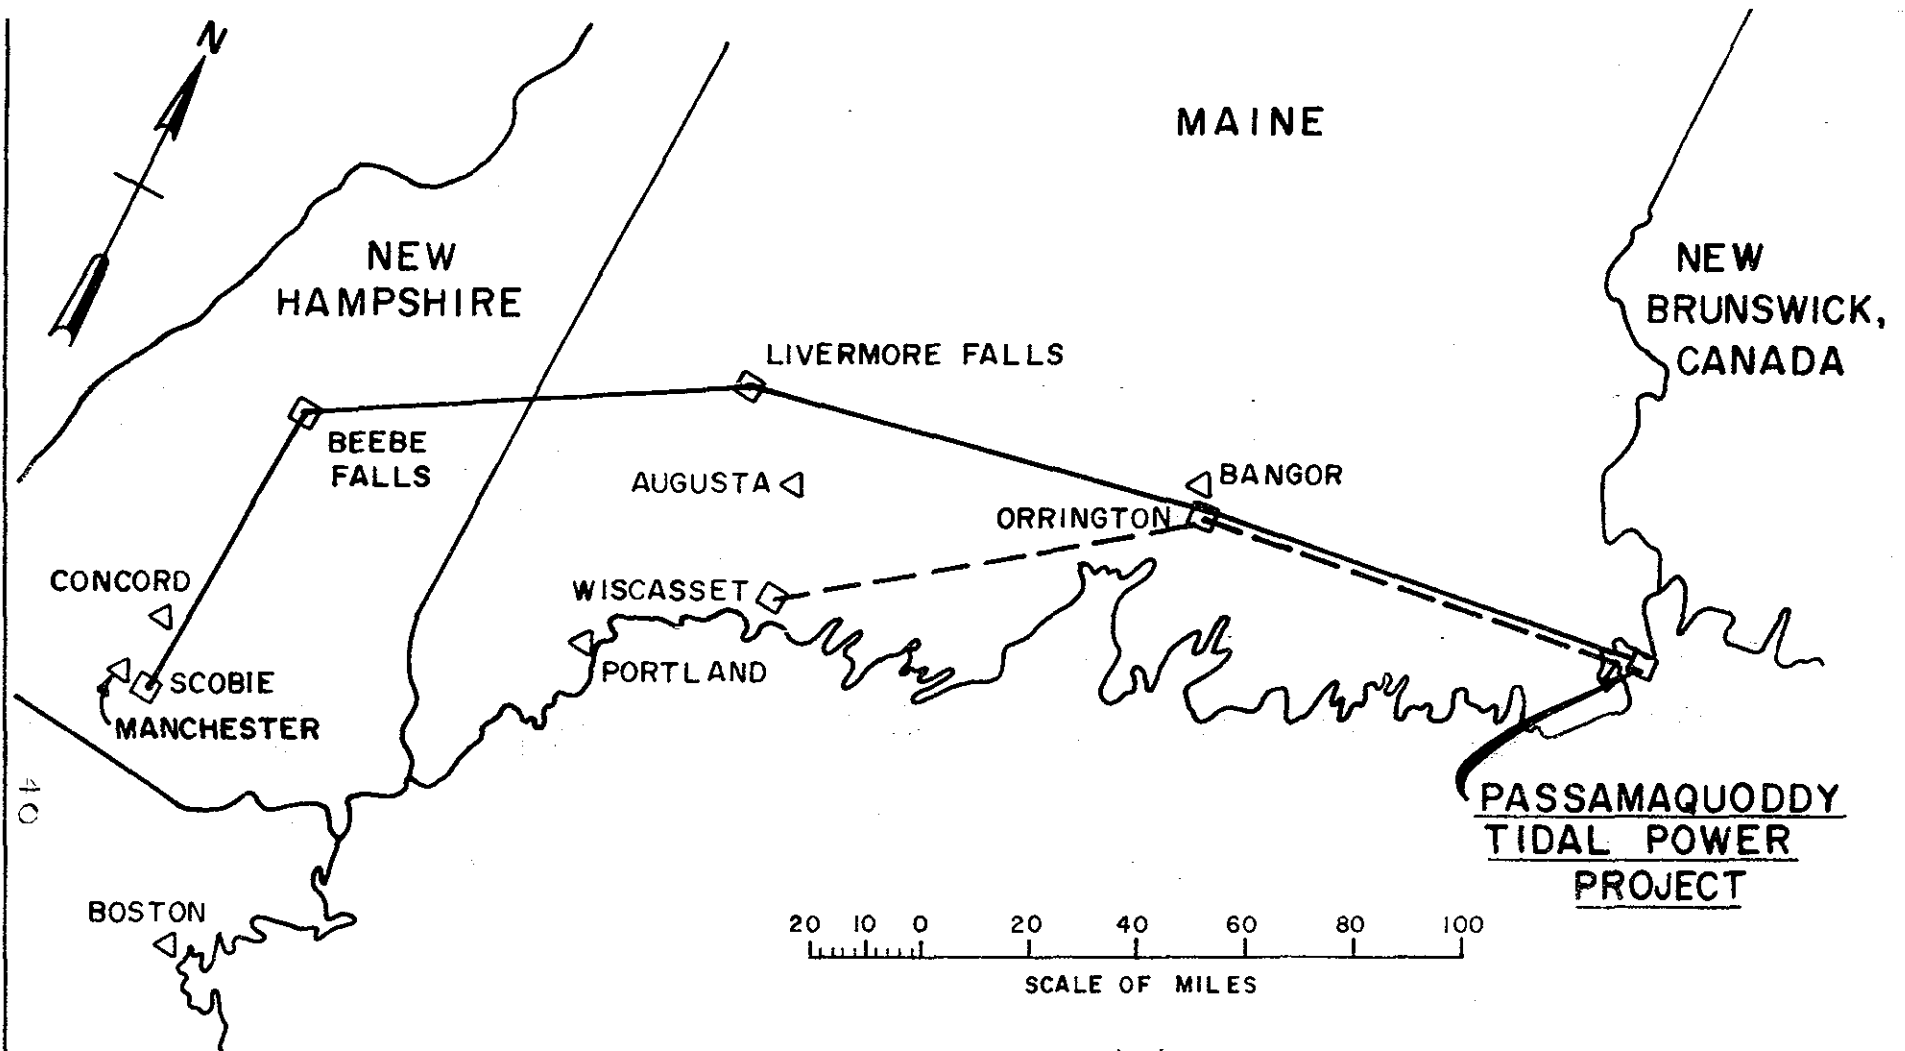 N
MAINE
NEW
HAMPSHIRE
NEW
BRUNSWICK,
CANADA
LIVERMORE FALLS
BEEBE
FALLS
AUGUSTA
BANGOR
ORRINGTON
CONCORD
WISCASSET
SCOBIE
PORTLAND
MANCHESTER
40
PASSAMAQUODDY
TIDAL POWER
PROJECT
BOSTON
20 10 0 20 40 60 80 100
SCALE OF MILES